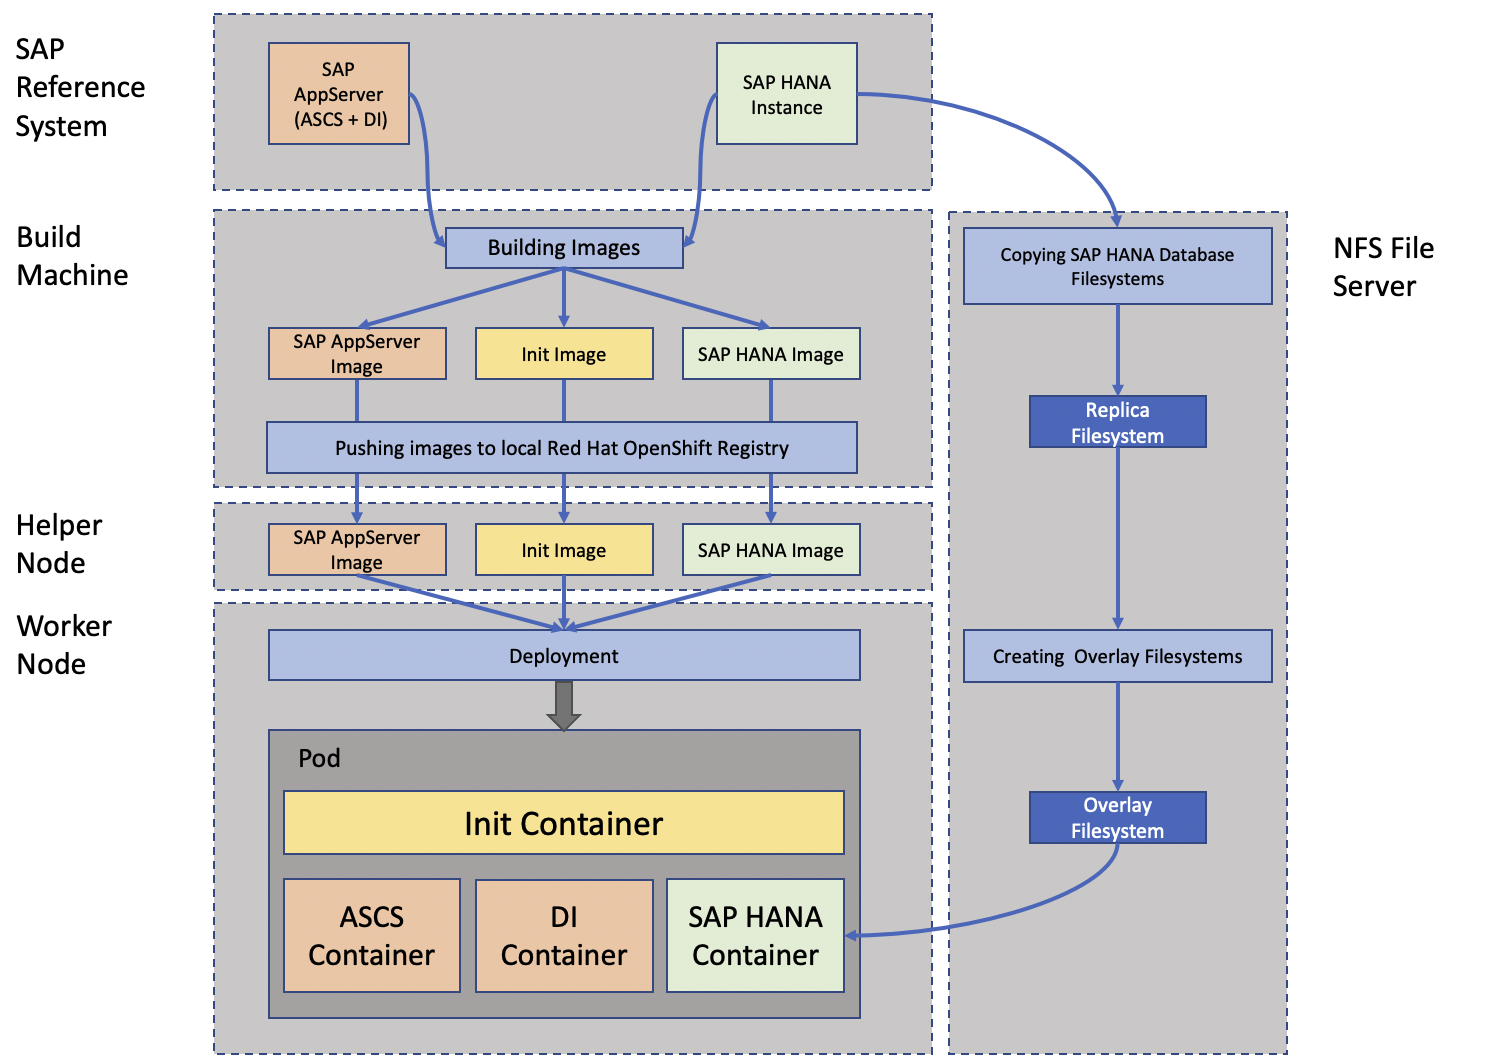 SAP
Reference
System
SAP
AppServer
(ASCS + DI)
SAP HANA
Instance
Build
Machine
Building Images
SAP AppServer
Image
Init Image
SAP HANA Image
Pushing images to local Red Hat OpenShift Registry
NFS File
Server
Copying SAP HANA Database
Filesystems
Replica
Filesystem
Helper
Node
SAP AppServer
Image
Init Image
SAP HANA Image
Worker
Node
Deployment
Creating  Overlay Filesystems
Pod
Init Container
Overlay
Filesystem
ASCS
Container
DI
Container
SAP HANA
Container